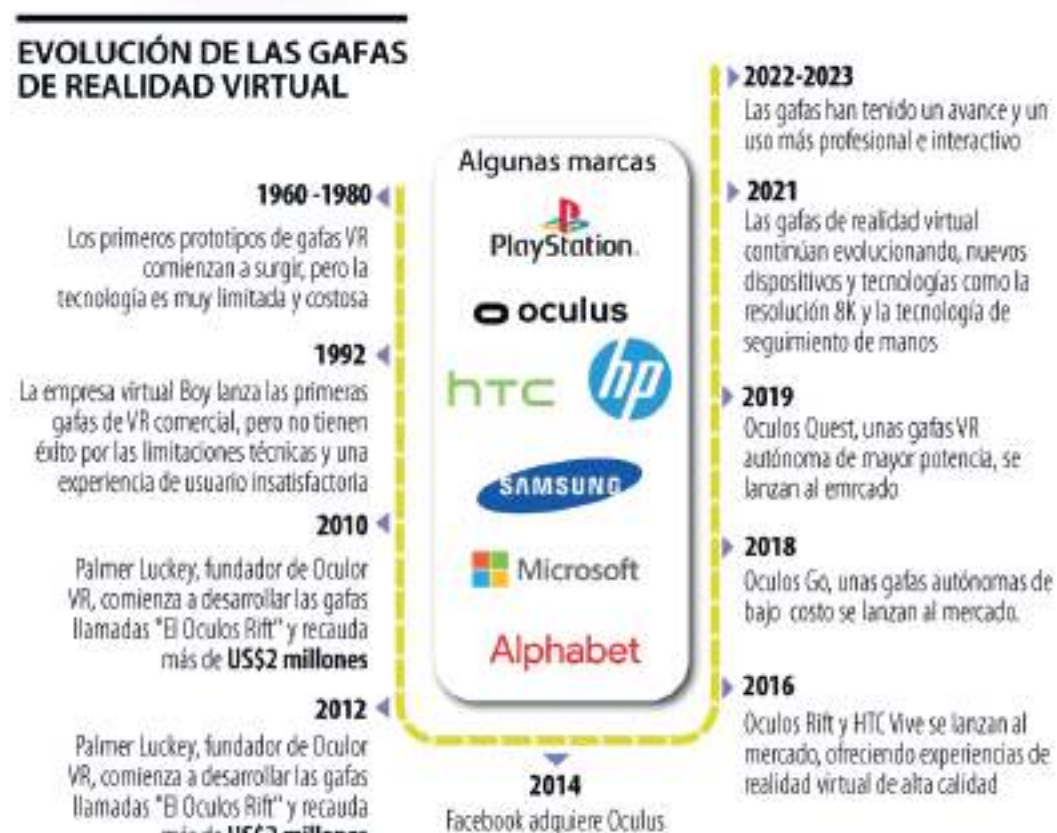 EVOLUCIÓN DE LAS GAFAS
DE REALIDAD VIRTUAL
1960 -1980
Los primeros prototipos de gafas VR
comienzan a surgir, pero la
tecnología es muy limitada y costosa
1992
La empresa virtual Boy lanza las primeras
gafas de VR comercial, pero no tienen
éxito por las limitaciones técnicas y una
experiencia de usuario insatisfactoria
2010
Palmer Luckey, fundador de Oculor
VR, comienza a desarrollar las gafas
llamadas "El Oculos Rift" y recauda
más de US$2 millones
2012
Palmer Luckey, fundador de Oculor
VR, comienza a desarrollar las gafas
llamadas "El Oculos Rift" y recauda
más de US$2 millones
Algunas marcas
PlayStation
oculus
hTC
hp
SAMSUNG
Microsoft
Alphabet
2014
Facebook adquiere Oculus
2022-2023
Las gafas han tenido un avance y un
uso más profesional e interactivo
2021
Las gafas de realidad virtual
continúan evolucionando, nuevos
dispositivos y tecnologías como la
resolución 8K y la tecnología de
seguimiento de manos
2019
Oculos Quest, unas gafas VR
autónoma de mayor potencia, se
lanzan al emrcado
2018
Oculos Go, unas gafas autónomas de
bajo costo se lanzan al mercado.
2016
Oculos Rift y HTC Vive se lanzan al
mercado, ofreciendo experiencias de
realidad virtual de alta calidad